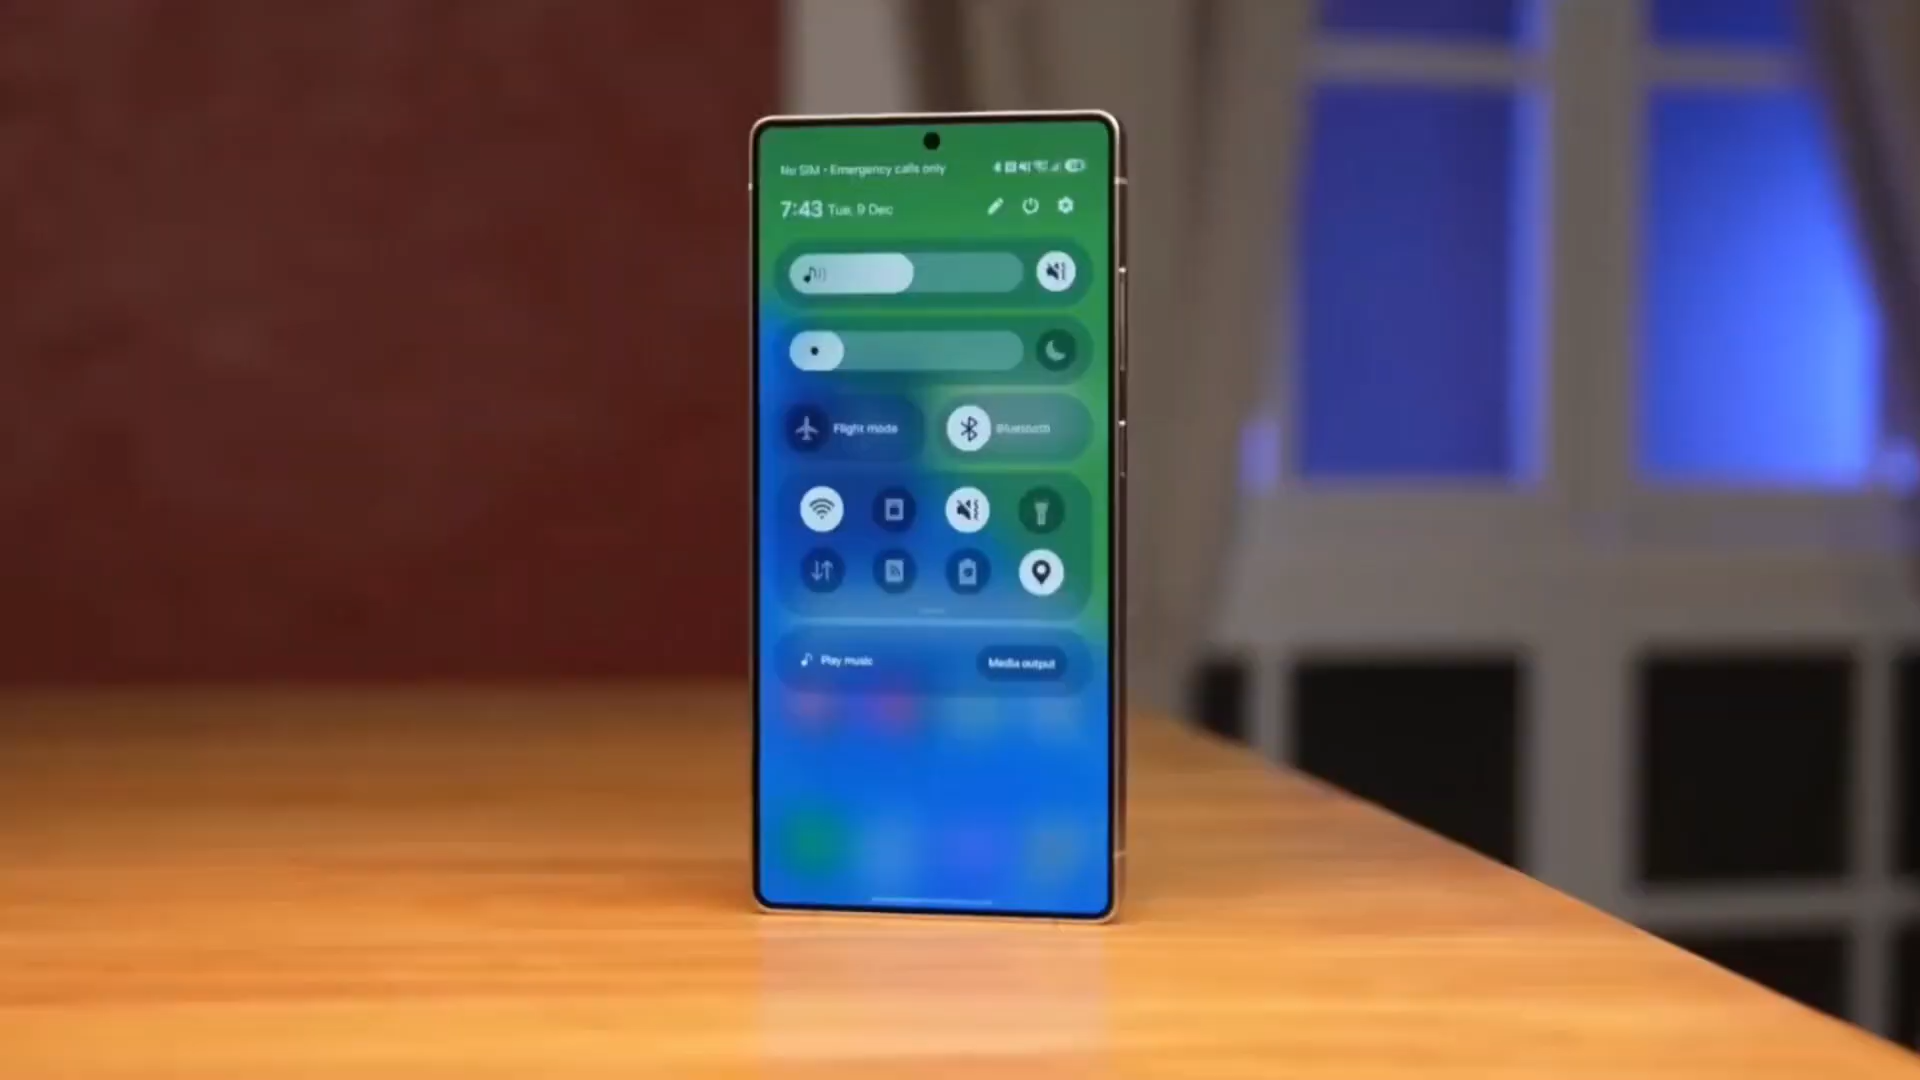 No SIM • Emergency calls only
7:43 Tue, 9 Dec
Flight mode
Bluetooth
Play music
Media output